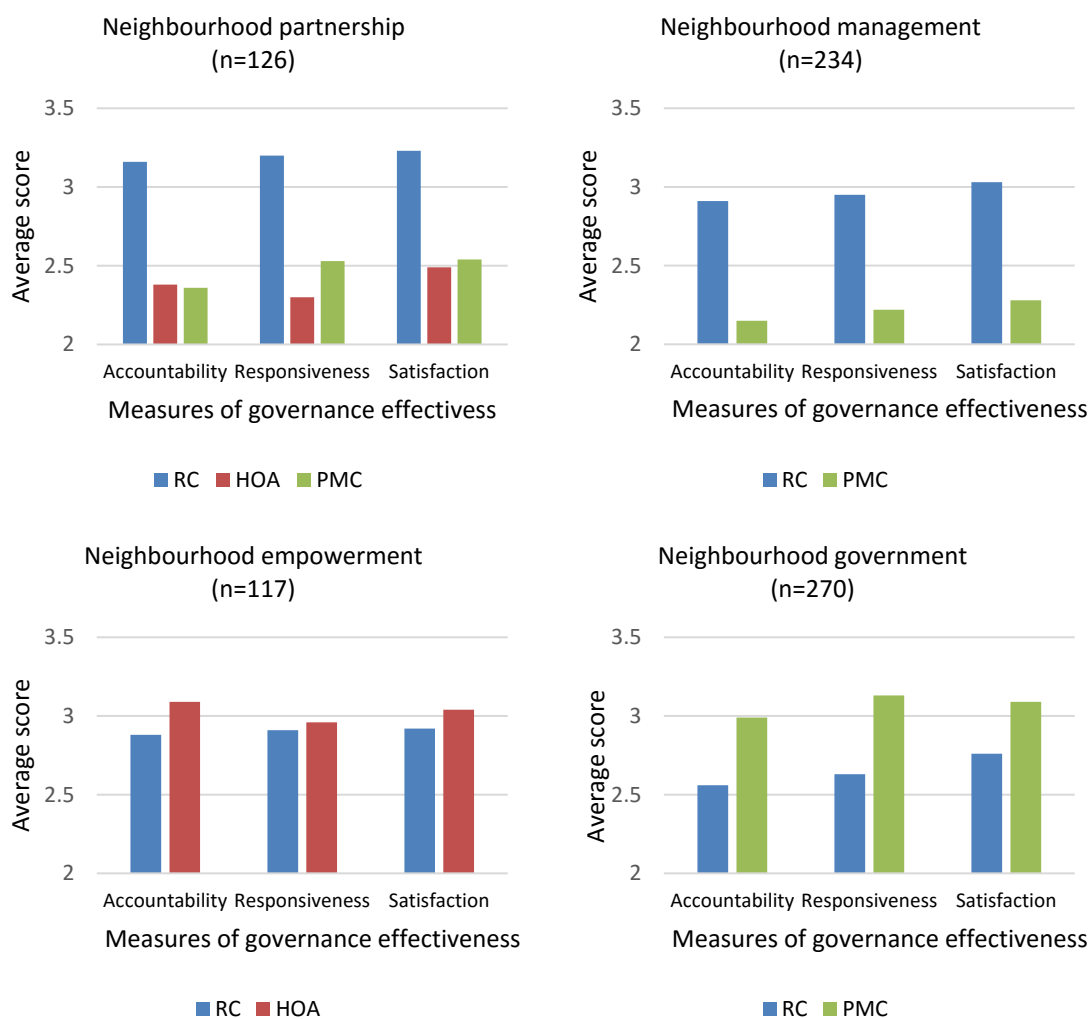 Neighbourhood partnership
(n=126)
3.5
3
2.5
2
Average score
Accountability Responsiveness Satisfaction
Measures of governance effectivess
RC HOA PMC
Neighbourhood management
(n=234)
3.5
3
2.5
2
Average score
Accountability Responsiveness Satisfaction
Measures of governance effectiveness
RC PMC
Neighbourhood empowerment
(n=117)
3.5
3
2.5
2
Average score
Accountability Responsiveness Satisfaction
Measures of governance effectiveness
RC HOA
Neighbourhood government
(n=270)
3.5
3
2.5
2
Average score
Accountability Responsiveness Satisfaction
Measures of governance effectiveness
RC PMC